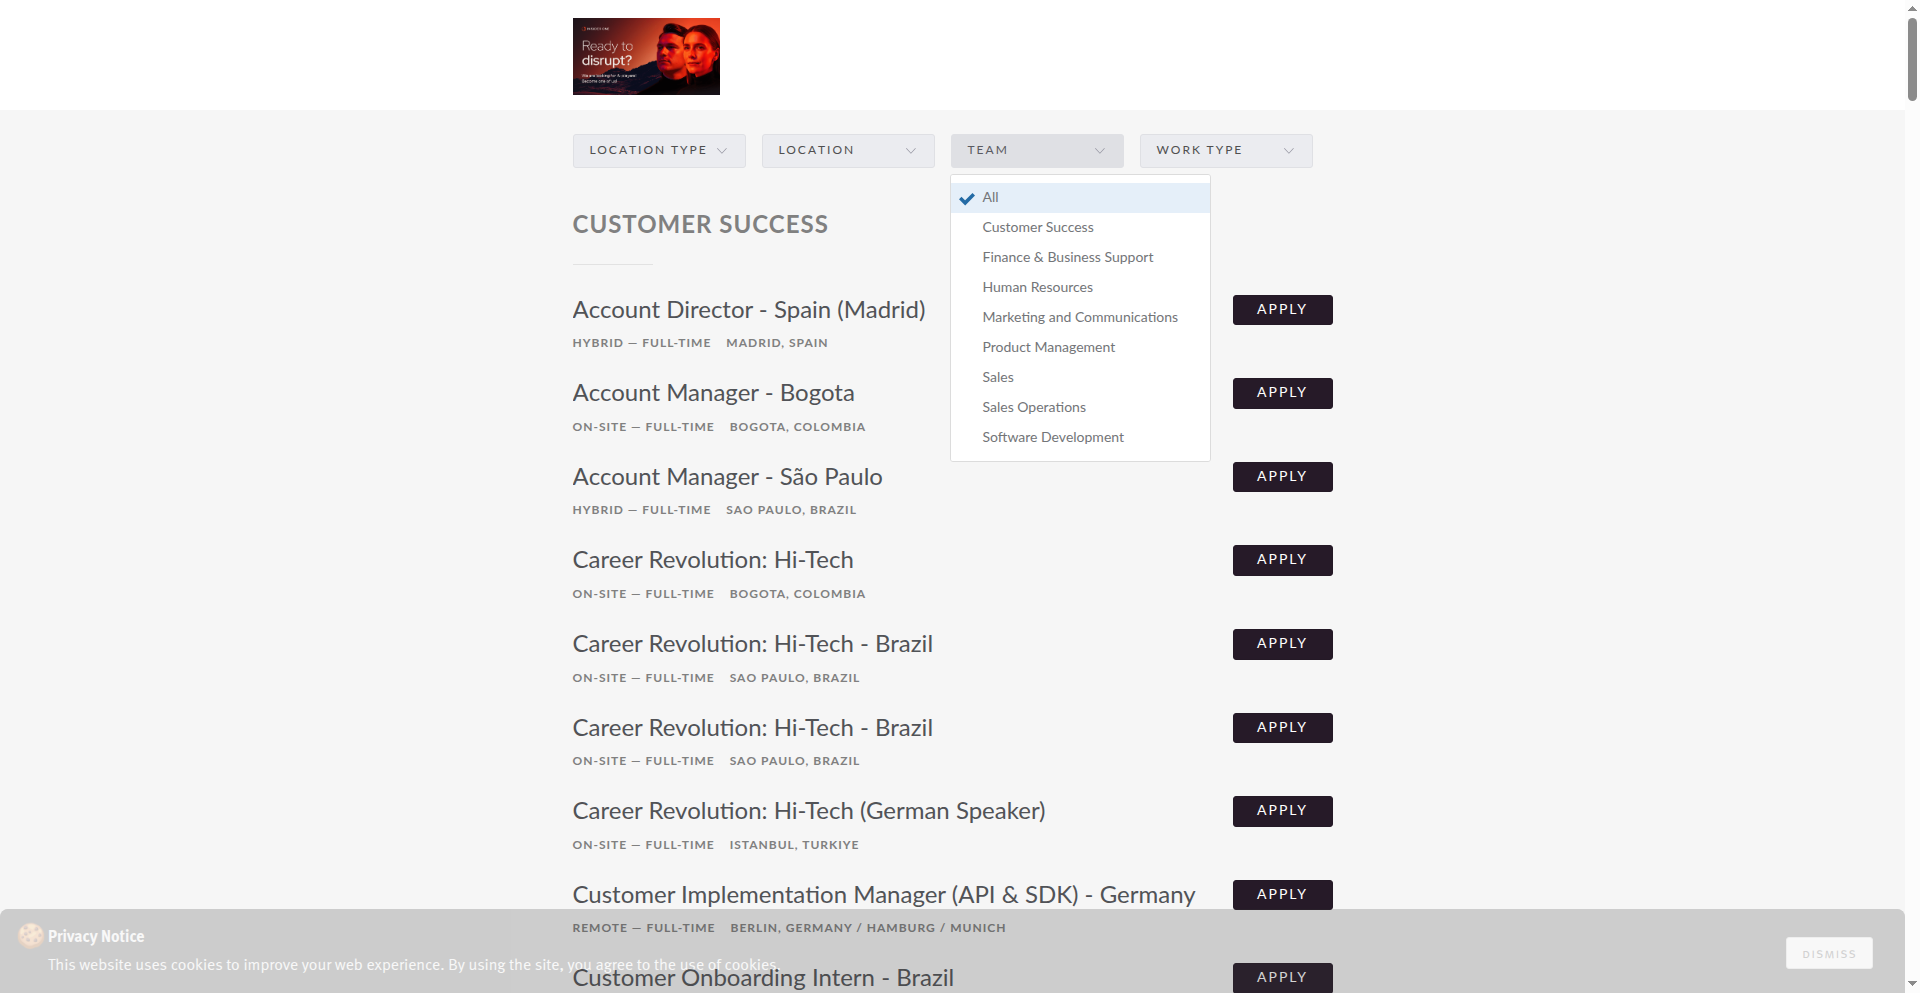 Ready to
disrupt?
LOCATION TYPE
LOCATION
TEAM
WORK TYPE
All
Customer Success
Finance & Business Support
Human Resources
Marketing and Communications
Product Management
Sales
Sales Operations
Software Development
CUSTOMER SUCCESS
Account Director - Spain (Madrid)
APPLY
HYBRID — FULL-TIME MADRID, SPAIN
Account Manager - Bogota
APPLY
ON-SITE — FULL-TIME BOGOTA, COLOMBIA
Account Manager - São Paulo
APPLY
HYBRID — FULL-TIME SAO PAULO, BRAZIL
Career Revolution: Hi-Tech
APPLY
ON-SITE — FULL-TIME BOGOTA, COLOMBIA
Career Revolution: Hi-Tech - Brazil
APPLY
ON-SITE — FULL-TIME SAO PAULO, BRAZIL
Career Revolution: Hi-Tech - Brazil
APPLY
ON-SITE — FULL-TIME SAO PAULO, BRAZIL
Career Revolution: Hi-Tech (German Speaker)
APPLY
ON-SITE — FULL-TIME ISTANBUL, TURKIYE
Customer Implementation Manager (API & SDK) - Germany
APPLY
REMOTE — FULL-TIME BERLIN, GERMANY / HAMBURG / MUNICH
Customer Onboarding Intern - Brazil
APPLY
Privacy Notice
This website uses cookies to improve your web experience. By using the site, you agree to the use of cookies.
DISMISS